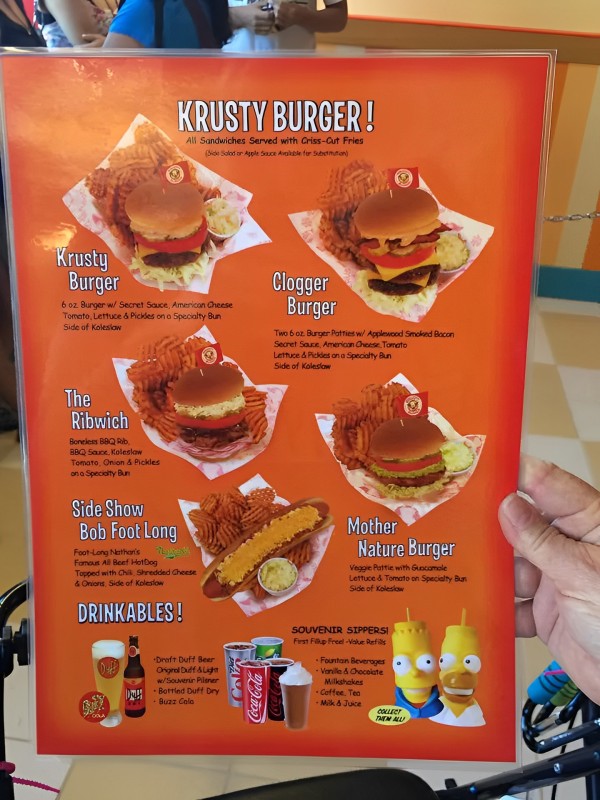 KRUSTY BURGER!
All Sandwiches Served with Criss-Cut Fries
(Side Salad or Apple Sauce Available for Substitution)
Krusty
Burger
6 oz. Burger w/ Secret Sauce, American Cheese
Tomato, Lettuce & Pickles on a Specialty Bun
Side of Koleslaw
Clogger
Burger
Two 6 oz. Burger Patties w/ Applewood Smoked Bacon
Secret Sauce, American Cheese, Tomato
Lettuce & Pickles on a Specialty Bun
Side of Koleslaw
The
Ribwich
Boneless BBQ Rib,
BBQ Sauce, Koleslaw
Tomato, Onion & Pickles
on a Specialty Bun
Side Show
Bob Foot Long
Foot-Long Nathan's
Famous All Beef HotDog
Topped with Chili, Shredded Cheese
& Onions, Side of Koleslaw
Mother
Nature Burger
Veggie Pattie with Guacamole
Lettuce & Tomato on Specialty Bun
Side of Koleslaw
DRINKABLES!
• Draft Duff Beer
Original Duff & Light
w/Souvenir Pilsner
• Bottled Duff Dry
• Buzz Cola
DUFF
DUFF
Buzz
COLA
SOUVENIR SIPPERS!
First Fillup Free! -Value Refills
• Fountain Beverages
• Vanilla & Chocolate
Milkshakes
• Coffee, Tea
• Milk & Juice
Coca-Cola
COLLECT
THEM ALL!